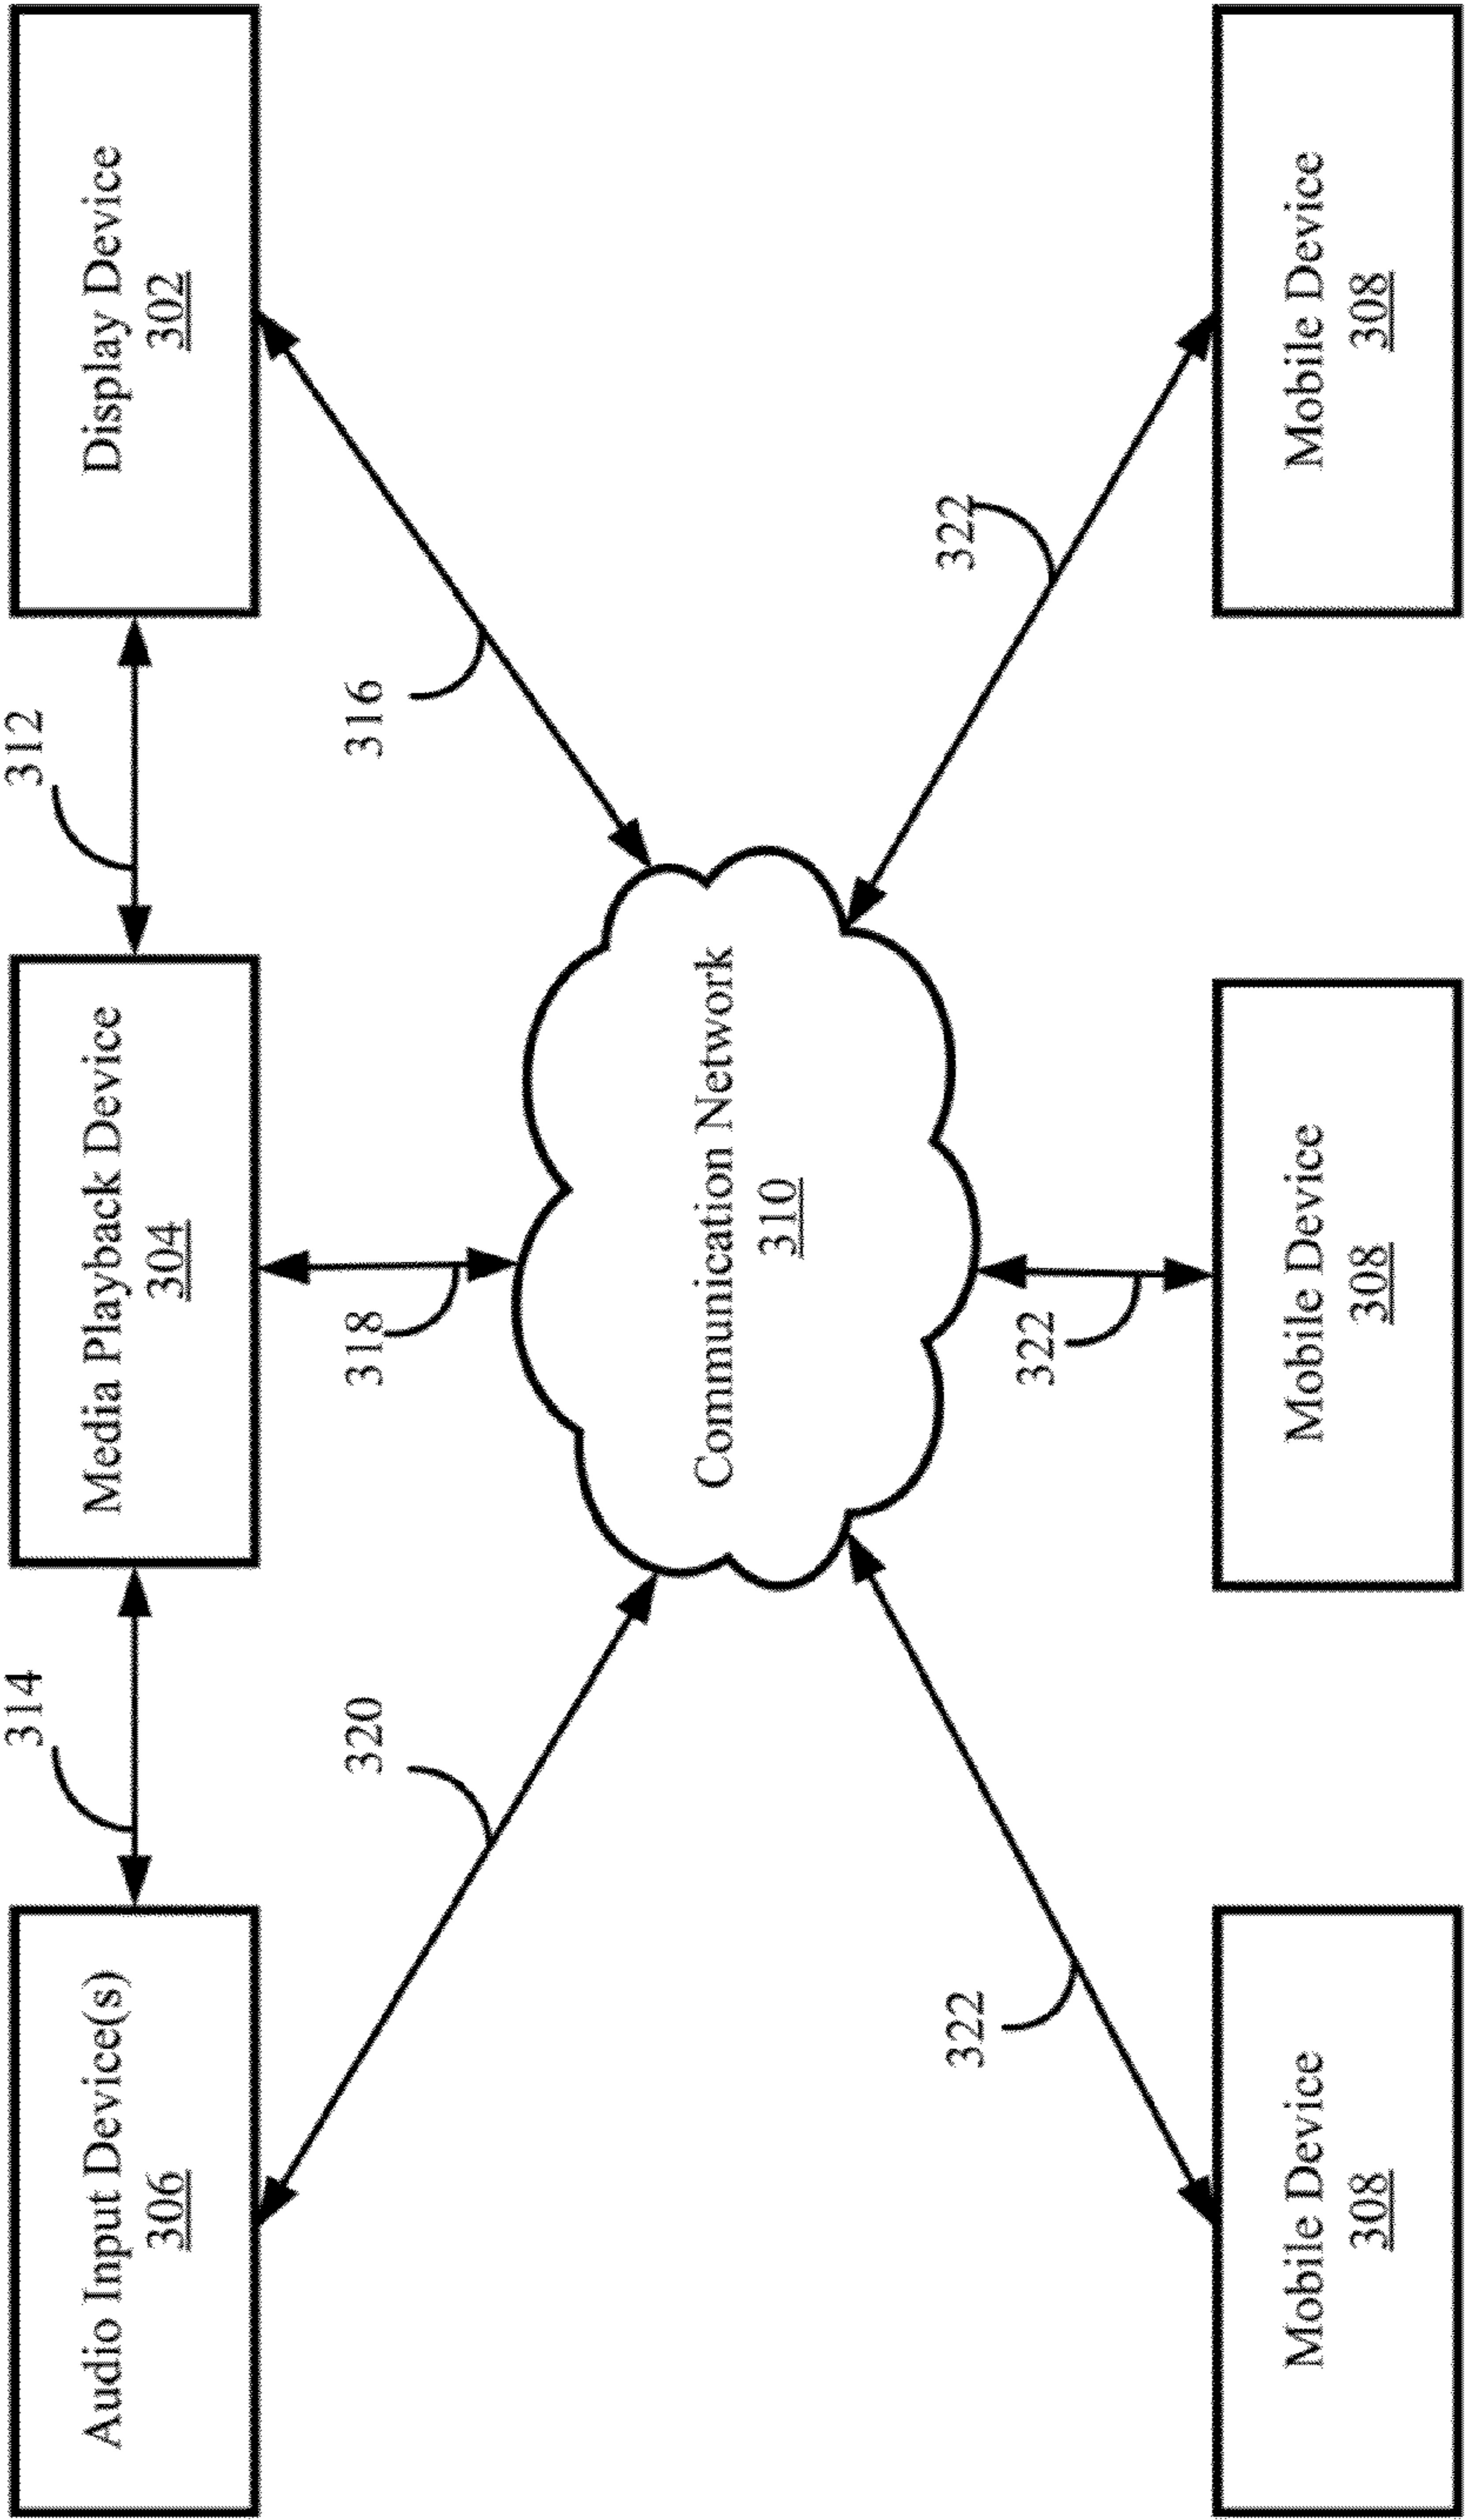 314
312
Audio Input Device(s)
306
Media Playback Device
304
Display Device
302
320
318
316
Communication Network
310
322
322
322
Mobile Device
308
Mobile Device
308
Mobile Device
308